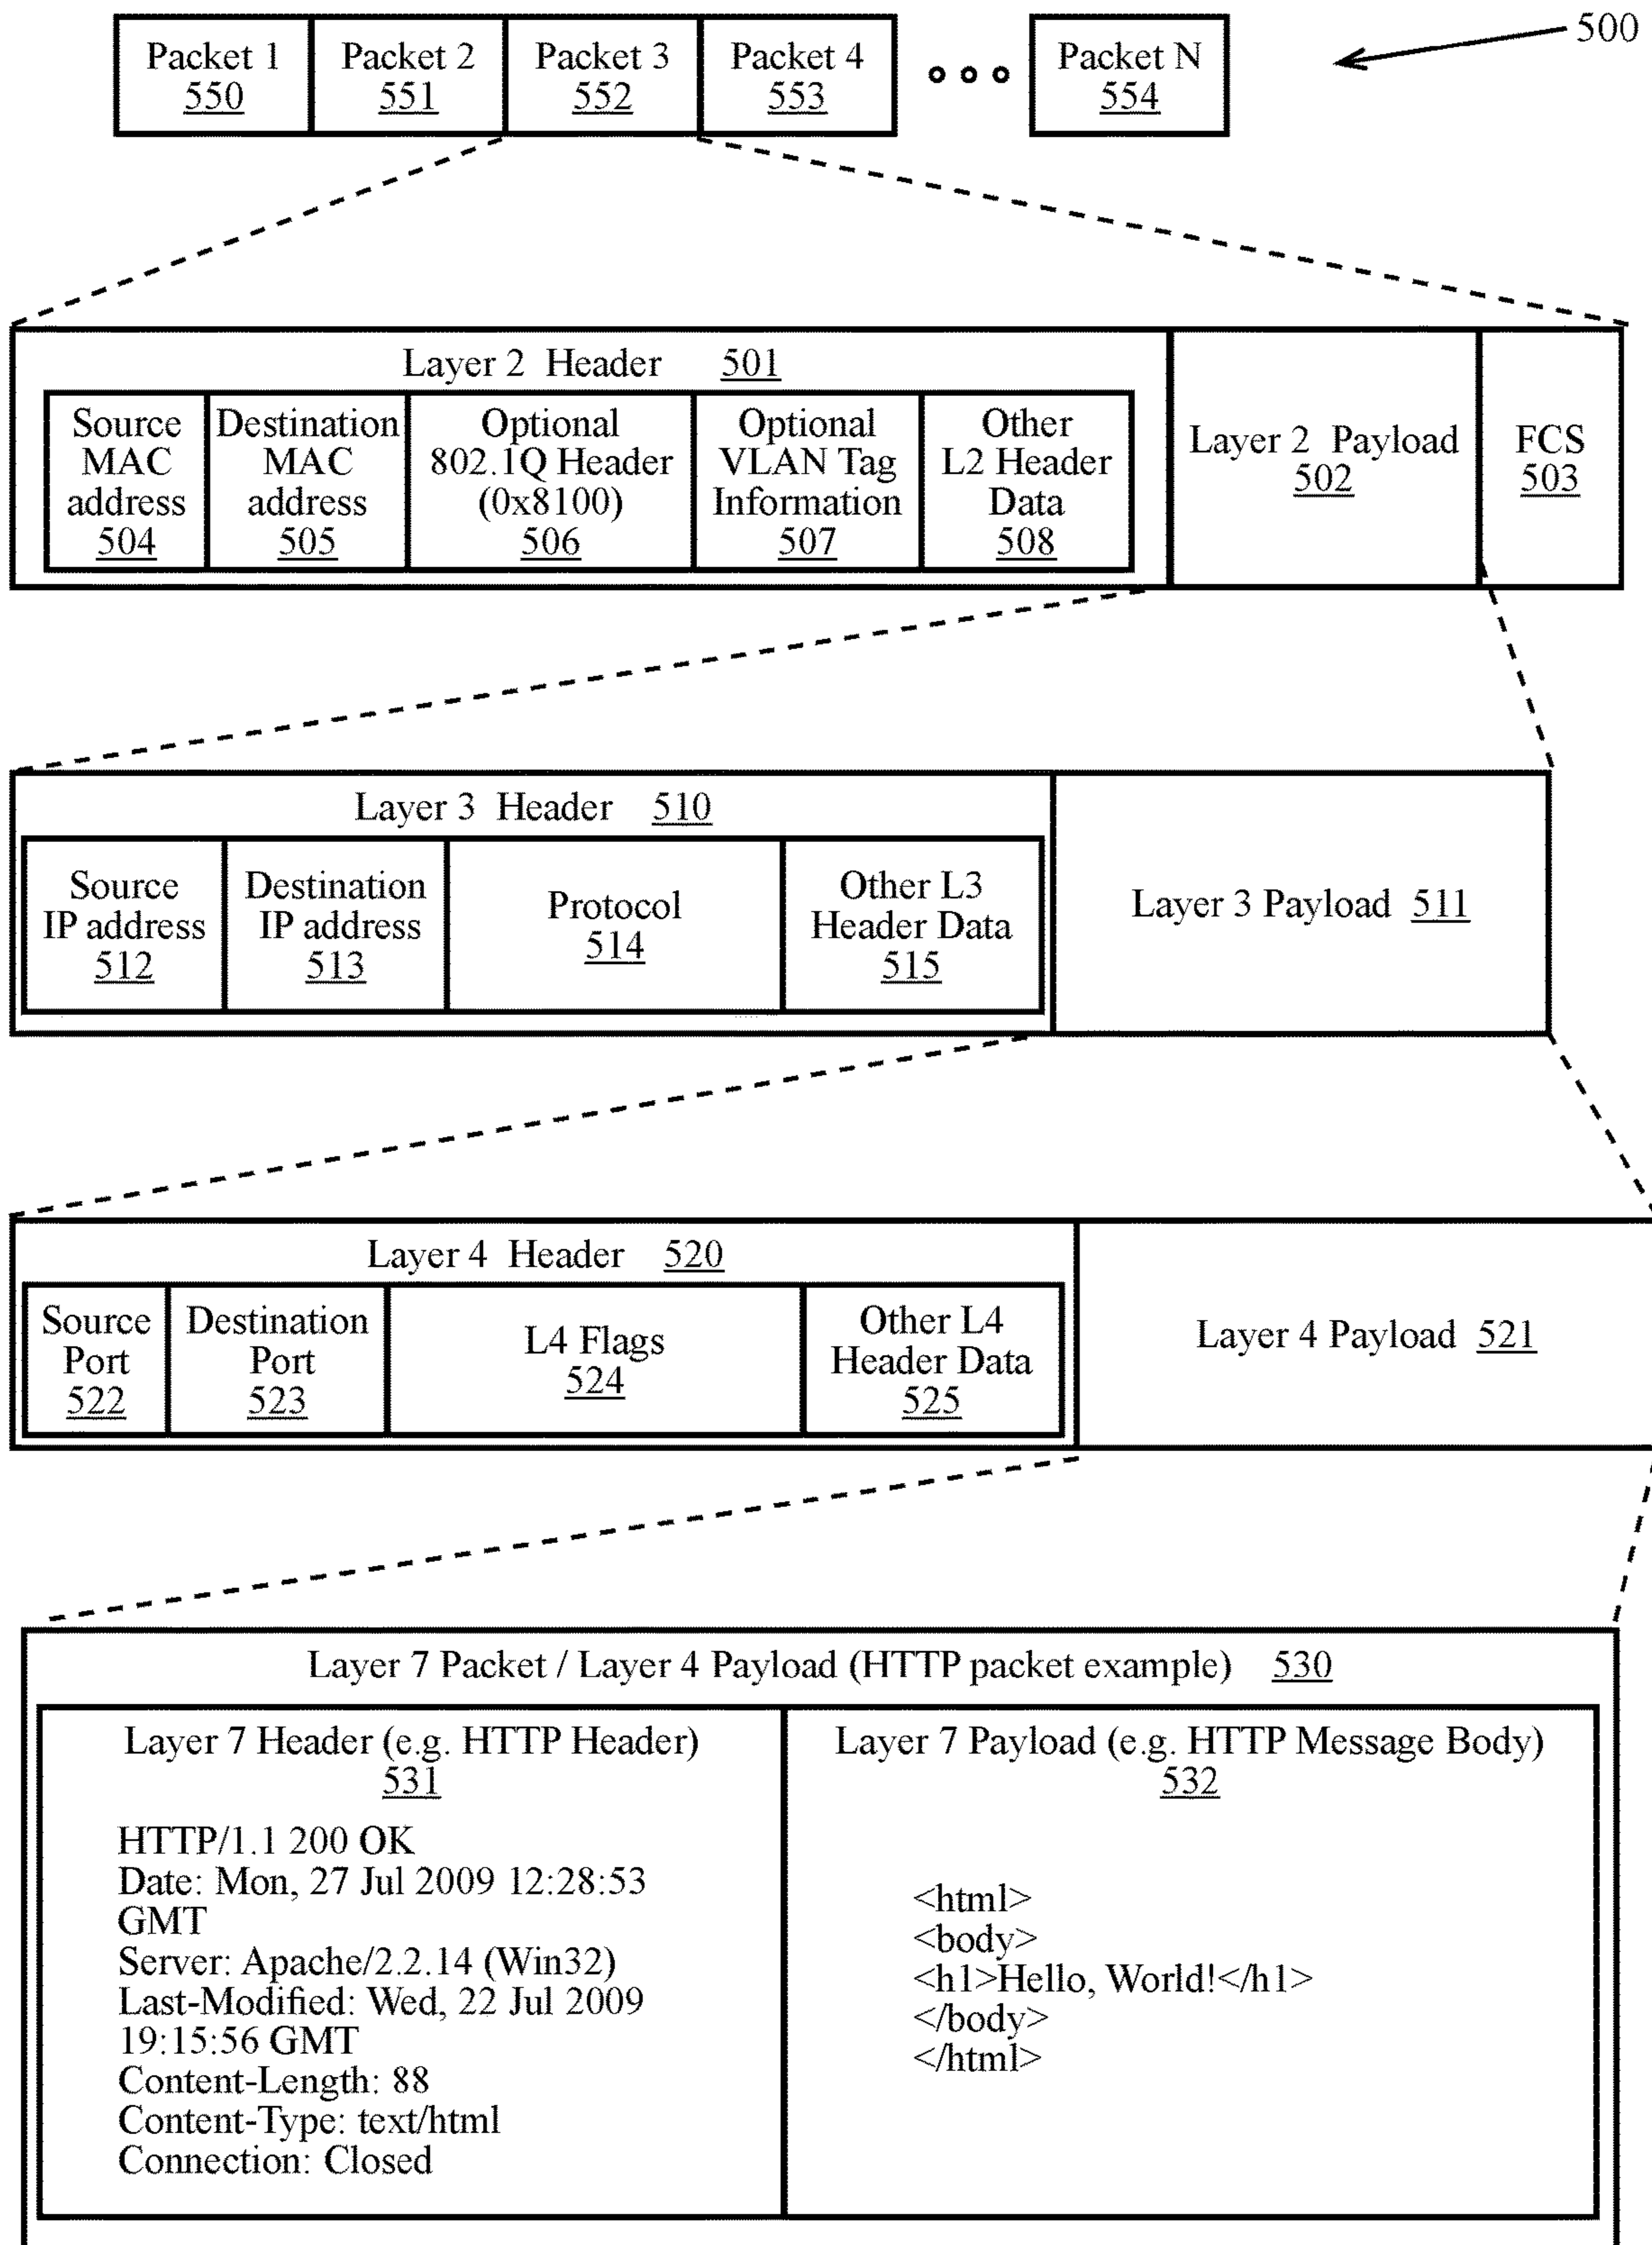 500
Packet 1
550
Packet 2
551
Packet 3
552
Packet 4
553
Packet N
554
Layer 2 Header 501
Source
MAC
address
504
Destination
MAC
address
505
Optional
802.1Q Header
(0x8100)
506
Optional
VLAN Tag
Information
507
Other
L2 Header
Data
508
Layer 2 Payload
502
FCS
503
Layer 3 Header 510
Source
IP address
512
Destination
IP address
513
Protocol
514
Other L3
Header Data
515
Layer 3 Payload 511
Layer 4 Header 520
Source
Port
522
Destination
Port
523
L4 Flags
524
Other L4
Header Data
525
Layer 4 Payload 521
Layer 7 Packet / Layer 4 Payload (HTTP packet example) 530
Layer 7 Header (e.g. HTTP Header)
531
HTTP/1.1 200 OK
Date: Mon, 27 Jul 2009 12:28:53
GMT
Server: Apache/2.2.14 (Win32)
Last-Modified: Wed, 22 Jul 2009
19:15:56 GMT
Content-Length: 88
Content-Type: text/html
Connection: Closed
Layer 7 Payload (e.g. HTTP Message Body)
532
<html>
<body>
<h1>Hello, World!</h1>
</body>
</html>